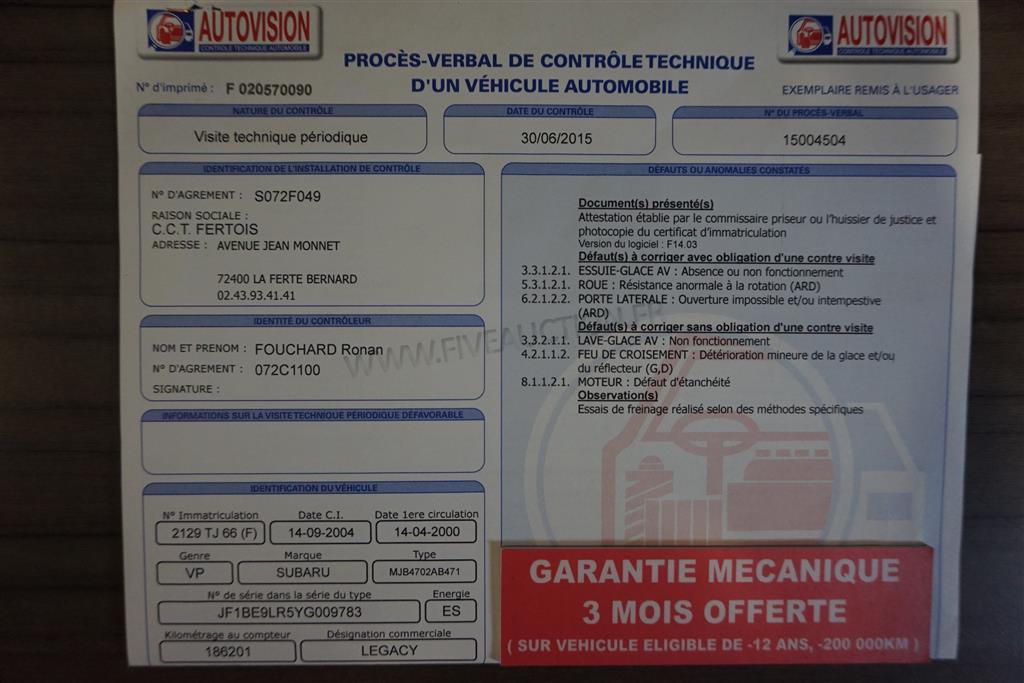 AUTOVISION
CONTROLE TECHNIQUE AUTOMOBILE
AUTOVISION
CONTROLE TECHNIQUE AUTOMOBILE
PROCÈS-VERBAL DE CONTRÔLE TECHNIQUE
D'UN VÉHICULE AUTOMOBILE
N° d'imprimé : F 020570090
EXEMPLAIRE REMIS À L'USAGER
NATURE DU CONTRÔLE
Visite technique périodique
DATE DU CONTRÔLE
30/06/2015
N° DU PROCÈS-VERBAL
15004504
IDENTIFICATION DE L'INSTALLATION DE CONTRÔLE
N° D'AGREMENT : S072F049
RAISON SOCIALE :
C.C.T. FERTOIS
ADRESSE : AVENUE JEAN MONNET
72400 LA FERTE BERNARD
02.43.93.41.41
IDENTITÉ DU CONTRÔLEUR
NOM ET PRENOM : FOUCHARD Ronan
N° D'AGREMENT : 072C1100
SIGNATURE :
INFORMATIONS SUR LA VISITE TECHNIQUE PÉRIODIQUE DÉFAVORABLE
IDENTIFICATION DU VÉHICULE
N° Immatriculation Date C.I. Date 1ere circulation
2129 TJ 66 (F) 14-09-2004 14-04-2000
Genre Marque Type
VP SUBARU MJB4702AB471
N° de série dans la série du type Energie
JF1BE9LR5YG009783 ES
Kilométrage au compteur Désignation commerciale
186201 LEGACY
DÉFAUTS OU ANOMALIES CONSTATÉS
Document(s) présenté(s)
Attestation établie par le commissaire priseur ou l'huissier de justice et
photocopie du certificat d'immatriculation
Version du logiciel : F14.03
Défaut(s) à corriger avec obligation d'une contre visite
3.3.1.2.1. ESSUIE-GLACE AV : Absence ou non fonctionnement
5.3.1.2.1. ROUE : Résistance anormale à la rotation (ARD)
6.2.1.2.2. PORTE LATERALE : Ouverture impossible et/ou intempestive
(ARD)
Défaut(s) à corriger sans obligation d'une contre visite
3.3.2.1.1. LAVE-GLACE AV : Non fonctionnement
4.2.1.1.2. FEU DE CROISEMENT : Détérioration mineure de la glace et/ou
du réflecteur (G,D)
8.1.1.2.1. MOTEUR : Défaut d'étanchéité
Observation(s)
Essais de freinage réalisé selon des méthodes spécifiques
WWW.FIVEAUCTION.FR
GARANTIE MECANIQUE
3 MOIS OFFERTE
( SUR VEHICULE ELIGIBLE DE -12 ANS, -200 000KM )